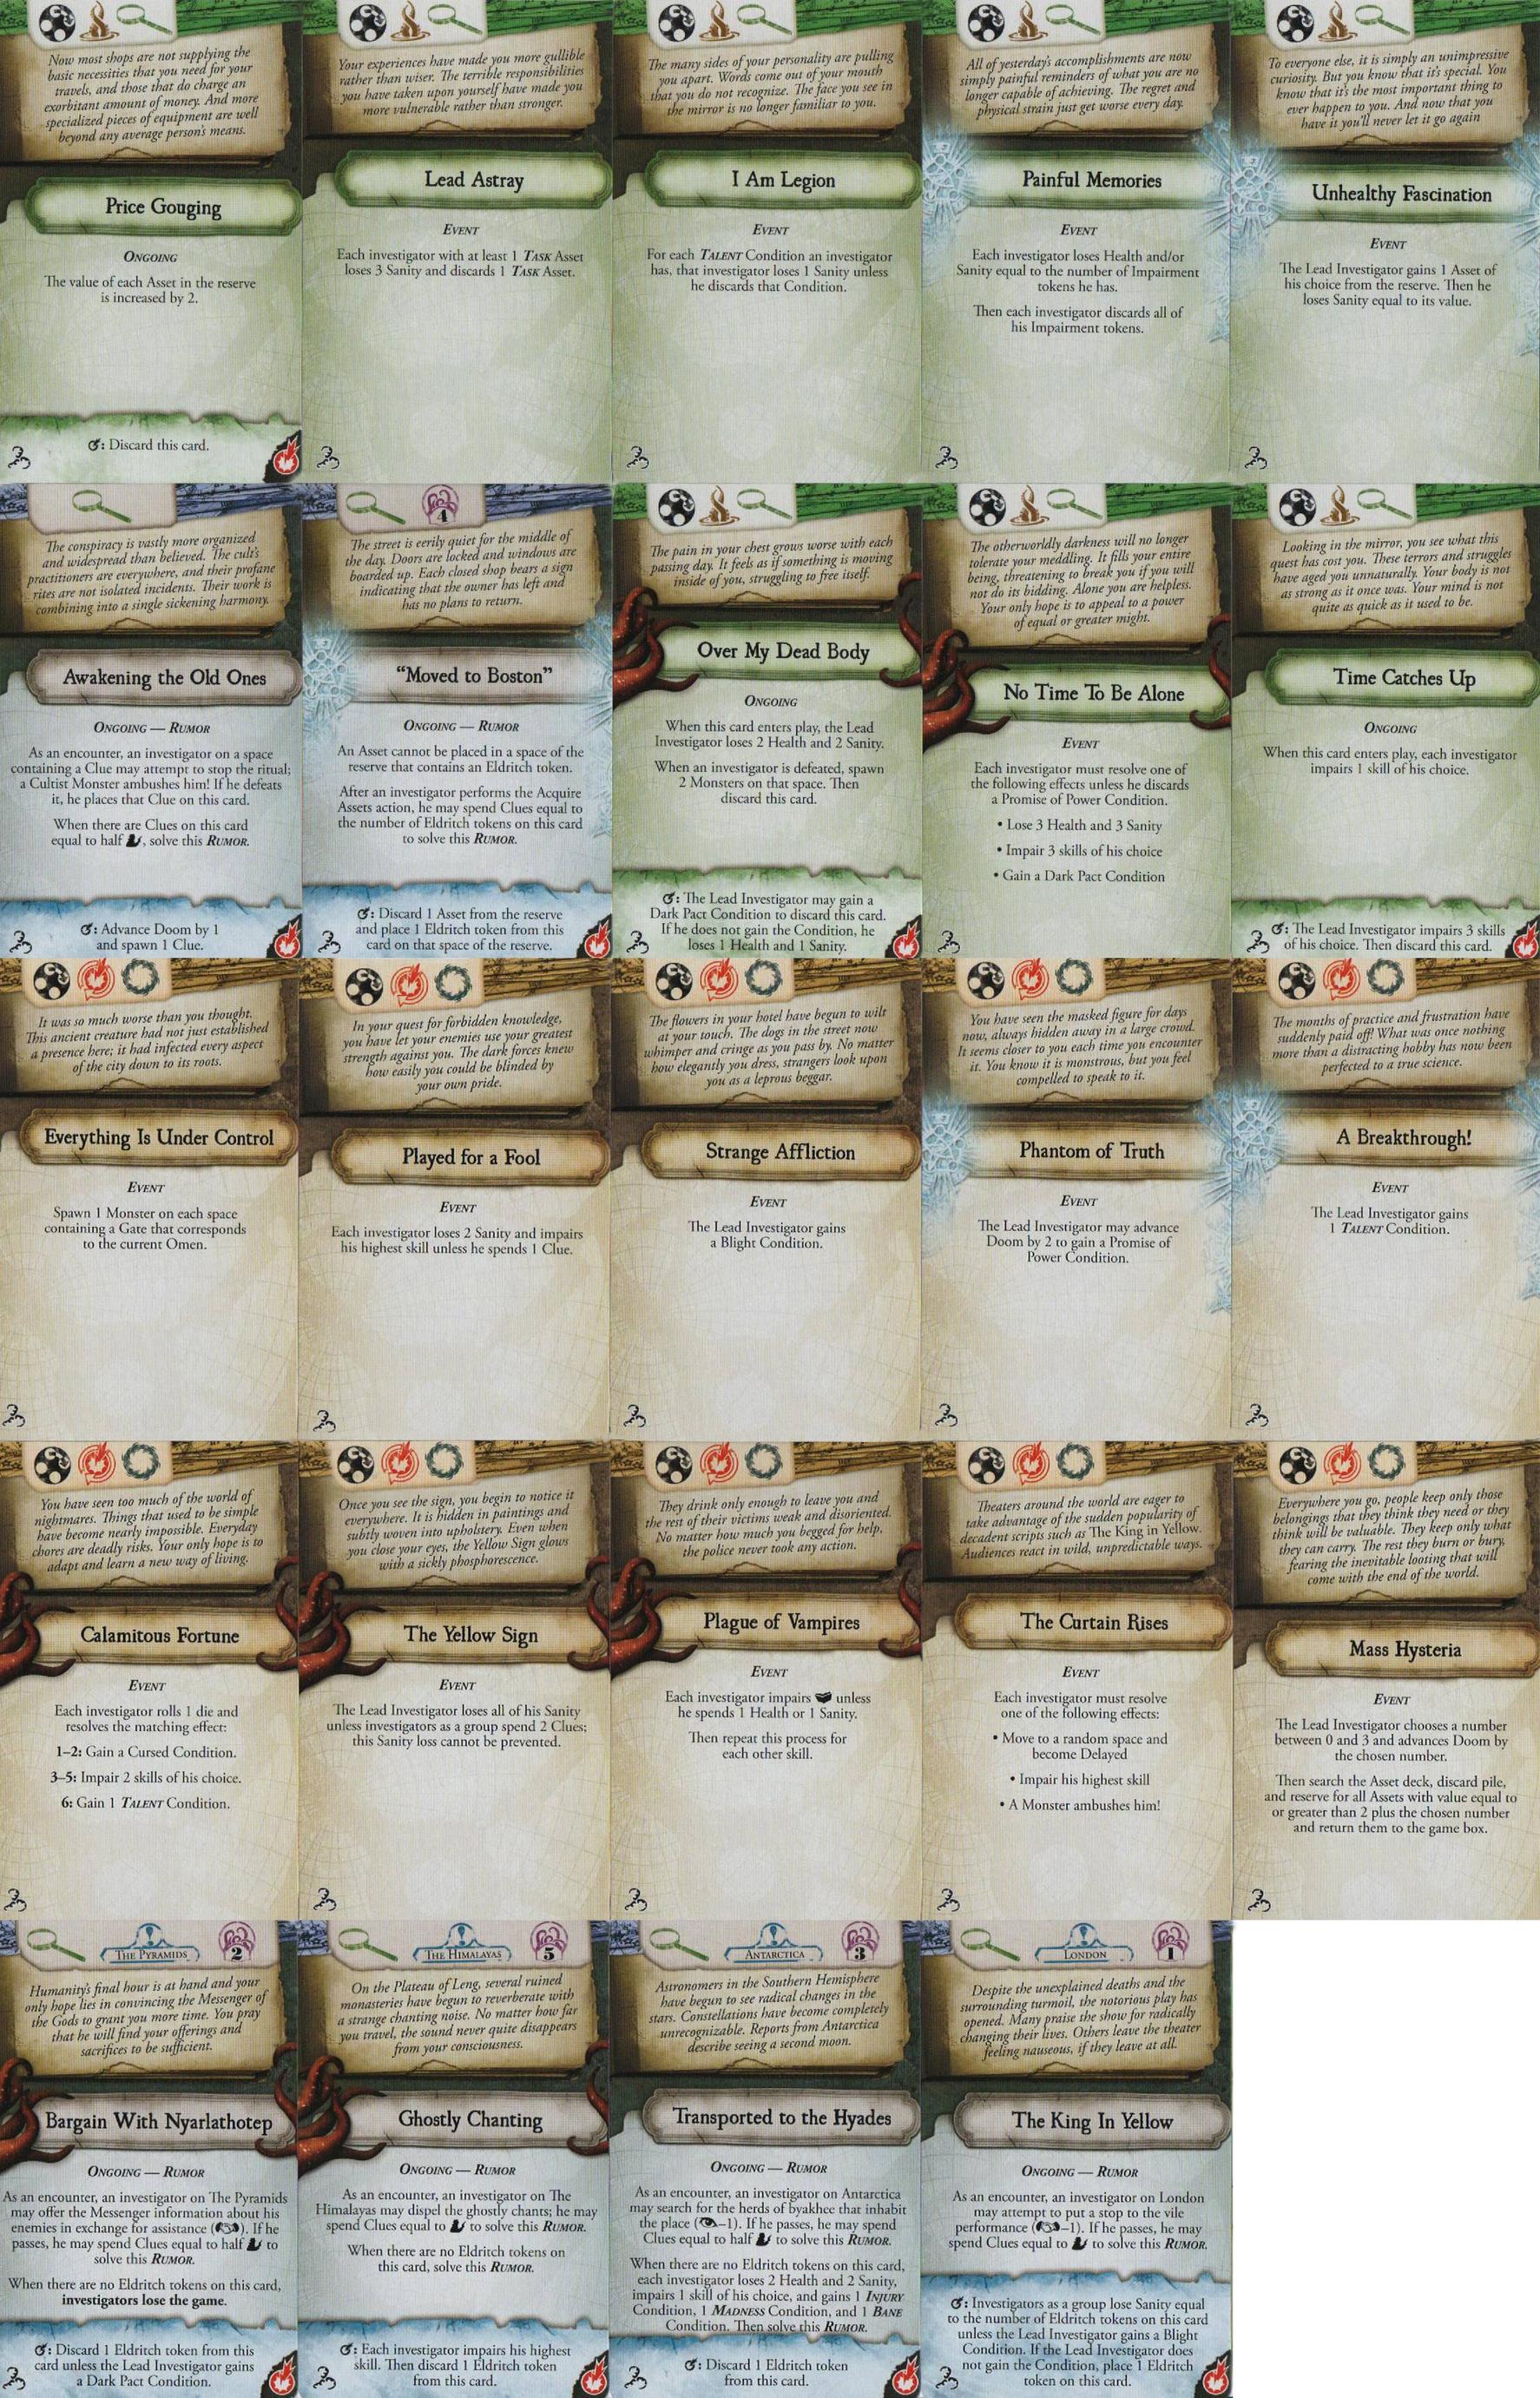 Now most shops are not supplying the
basic necessities that you need for your
travels, and those that do charge an
exorbitant amount of money. And more
specialized pieces of equipment are well
beyond any average person's means.
Price Gouging
ONGOING
The value of each Asset in the reserve
is increased by 2.
: Discard this card.
Your experiences have made you more gullible
rather than wiser. The terrible responsibilities
you have taken upon yourself have made you
more vulnerable rather than stronger.
Lead Astray
EVENT
Each investigator with at least 1 TASK Asset
loses 3 Sanity and discards 1 TASK Asset.
The many sides of your personality are pulling
you apart. Words come out of your mouth
that you do not recognize. The face you see in
the mirror is no longer familiar to you.
I Am Legion
EVENT
For each TALENT Condition an investigator
has, that investigator loses 1 Sanity unless
he discards that Condition.
All of yesterday's accomplishments are now
simply painful reminders of what you are no
longer capable of achieving. The regret and
physical strain just get worse every day.
Painful Memories
EVENT
Each investigator loses Health and/or
Sanity equal to the number of Impairment
tokens he has.
Then each investigator discards all of
his Impairment tokens.
To everyone else, it is simply an unimpressive
curiosity. But you know that it's special. You
know that it's the most important thing to
ever happen to you. And now that you
have it you'll never let it go again
Unhealthy Fascination
EVENT
The Lead Investigator gains 1 Asset of
his choice from the reserve. Then he
loses Sanity equal to its value.
The conspiracy is vastly more organized
and widespread than believed. The cult's
practitioners are everywhere, and their profane
rites are not isolated incidents. Their work is
combining into a single sickening harmony.
Awakening the Old Ones
ONGOING — RUMOR
As an encounter, an investigator on a space
containing a Clue may attempt to stop the ritual;
a Cultist Monster ambushes him! If he defeats
it, he places that Clue on this card.
When there are Clues on this card
equal to half , solve this RUMOR.
: Advance Doom by 1
and spawn 1 Clue.
4
The street is eerily quiet for the middle of
the day. Doors are locked and windows are
boarded up. Each closed shop bears a sign
indicating that the owner has left and
has no plans to return.
“Moved to Boston”
ONGOING — RUMOR
An Asset cannot be placed in a space of the
reserve that contains an Eldritch token.
After an investigator performs the Acquire
Assets action, he may spend Clues equal to
the number of Eldritch tokens on this card
to solve this RUMOR.
: Discard 1 Asset from the reserve
and place 1 Eldritch token from this
card on that space of the reserve.
The pain in your chest grows worse with each
passing day. It feels as if something is moving
inside of you, struggling to free itself.
Over My Dead Body
ONGOING
When this card enters play, the Lead
Investigator loses 2 Health and 2 Sanity.
When an investigator is defeated, spawn
2 Monsters on that space. Then
discard this card.
: The Lead Investigator may gain a
Dark Pact Condition to discard this card.
If he does not gain the Condition, he
loses 1 Health and 1 Sanity.
The otherworldly darkness will no longer
tolerate your meddling. It fills your entire
being, threatening to break you if you will
not do its bidding. Alone you are helpless.
Your only hope is to appeal to a power
of equal or greater might.
No Time To Be Alone
EVENT
Each investigator must resolve one of
the following effects unless he discards
a Promise of Power Condition.
• Lose 3 Health and 3 Sanity
• Impair 3 skills of his choice
• Gain a Dark Pact Condition
Looking in the mirror, you see what this
quest has cost you. These terrors and struggles
have aged you unnaturally. Your body is not
as strong as it once was. Your mind is not
quite as quick as it used to be.
Time Catches Up
ONGOING
When this card enters play, each investigator
impairs 1 skill of his choice.
: The Lead Investigator impairs 3 skills
of his choice. Then discard this card.
It was so much worse than you thought.
This ancient creature had not just established
a presence here; it had infected every aspect
of the city down to its roots.
Everything Is Under Control
EVENT
Spawn 1 Monster on each space
containing a Gate that corresponds
to the current Omen.
In your quest for forbidden knowledge,
you have let your enemies use your greatest
strength against you. The dark forces knew
how easily you could be blinded by
your own pride.
Played for a Fool
EVENT
Each investigator loses 2 Sanity and impairs
his highest skill unless he spends 1 Clue.
The flowers in your hotel have begun to wilt
at your touch. The dogs in the street now
whimper and cringe as you pass by. No matter
how elegantly you dress, strangers look upon
you as a leprous beggar.
Strange Affliction
EVENT
The Lead Investigator gains
a Blight Condition.
You have seen the masked figure for days
now, always hidden away in a large crowd.
It seems closer to you each time you encounter
it. You know it is monstrous, but you feel
compelled to speak to it.
Phantom of Truth
EVENT
The Lead Investigator may advance
Doom by 2 to gain a Promise of
Power Condition.
The months of practice and frustration have
suddenly paid off! What was once nothing
more than a distracting hobby has now been
perfected to a true science.
A Breakthrough!
EVENT
The Lead Investigator gains
1 TALENT Condition.
You have seen too much of the world of
nightmares. Things that used to be simple
have become nearly impossible. Everyday
chores are deadly risks. Your only hope is to
adapt and learn a new way of living.
Calamitous Fortune
EVENT
Each investigator rolls 1 die and
resolves the matching effect:
1–2: Gain a Cursed Condition.
3–5: Impair 2 skills of his choice.
6: Gain 1 TALENT Condition.
Once you see the sign, you begin to notice it
everywhere. It is hidden in paintings and
subtly woven into upholstery. Even when
you close your eyes, the Yellow Sign glows
with a sickly phosphorescence.
The Yellow Sign
EVENT
The Lead Investigator loses all of his Sanity
unless investigators as a group spend 2 Clues;
this Sanity loss cannot be prevented.
They drink only enough to leave you and
the rest of their victims weak and disoriented.
No matter how much you begged for help,
the police never took any action.
Plague of Vampires
EVENT
Each investigator impairs unless
he spends 1 Health or 1 Sanity.
Then repeat this process for
each other skill.
Theaters around the world are eager to
take advantage of the sudden popularity of
decadent scripts such as The King in Yellow.
Audiences react in wild, unpredictable ways.
The Curtain Rises
EVENT
Each investigator must resolve
one of the following effects:
• Move to a random space and
become Delayed
• Impair his highest skill
• A Monster ambushes him!
Everywhere you go, people keep only those
belongings that they think they need or they
think will be valuable. They keep only what
they can carry. The rest they burn or bury,
fearing the inevitable looting that will
come with the end of the world.
Mass Hysteria
EVENT
The Lead Investigator chooses a number
between 0 and 3 and advances Doom by
the chosen number.
Then search the Asset deck, discard pile,
and reserve for all Assets with value equal to
or greater than 2 plus the chosen number
and return them to the game box.
THE PYRAMIDS
2
Humanity's final hour is at hand and your
only hope lies in convincing the Messenger of
the Gods to grant you more time. You pray
that he will find your offerings and
sacrifices to be sufficient.
Bargain With Nyarlathotep
ONGOING — RUMOR
As an encounter, an investigator on The Pyramids
may offer the Messenger information about his
enemies in exchange for assistance ( ). If he
passes, he may spend Clues equal to half to
solve this RUMOR.
When there are no Eldritch tokens on this card,
investigators lose the game.
: Discard 1 Eldritch token from this
card unless the Lead Investigator gains
a Dark Pact Condition.
THE HIMALAYAS
5
On the Plateau of Leng, several ruined
monasteries have begun to reverberate with
a strange chanting noise. No matter how far
you travel, the sound never quite disappears
from your consciousness.
Ghostly Chanting
ONGOING — RUMOR
As an encounter, an investigator on The
Himalayas may dispel the ghostly chants; he may
spend Clues equal to to solve this RUMOR.
When there are no Eldritch tokens on
this card, solve this RUMOR.
: Each investigator impairs his highest
skill. Then discard 1 Eldritch token
from this card.
ANTARCTICA
3
Astronomers in the Southern Hemisphere
have begun to see radical changes in the
stars. Constellations have become completely
unrecognizable. Reports from Antarctica
describe seeing a second moon.
Transported to the Hyades
ONGOING — RUMOR
As an encounter, an investigator on Antarctica
may search for the herds of byakhee that inhabit
the place ( –1). If he passes, he may spend
Clues equal to half to solve this RUMOR.
When there are no Eldritch tokens on this card,
each investigator loses 2 Health and 2 Sanity,
impairs 1 skill of his choice, and gains 1 INJURY
Condition, 1 MADNESS Condition, and 1 BANE
Condition. Then solve this RUMOR.
: Discard 1 Eldritch token
from this card.
LONDON
1
Despite the unexplained deaths and the
surrounding turmoil, the notorious play has
opened. Many praise the show for radically
changing their lives. Others leave the theater
feeling nauseous, if they leave at all.
The King In Yellow
ONGOING — RUMOR
As an encounter, an investigator on London
may attempt to put a stop to the vile
performance ( –1). If he passes, he may
spend Clues equal to to solve this RUMOR.
: Investigators as a group lose Sanity equal
to the number of Eldritch tokens on this card
unless the Lead Investigator gains a Blight
Condition. If the Lead Investigator does
not gain the Condition, place 1 Eldritch
token on this card.